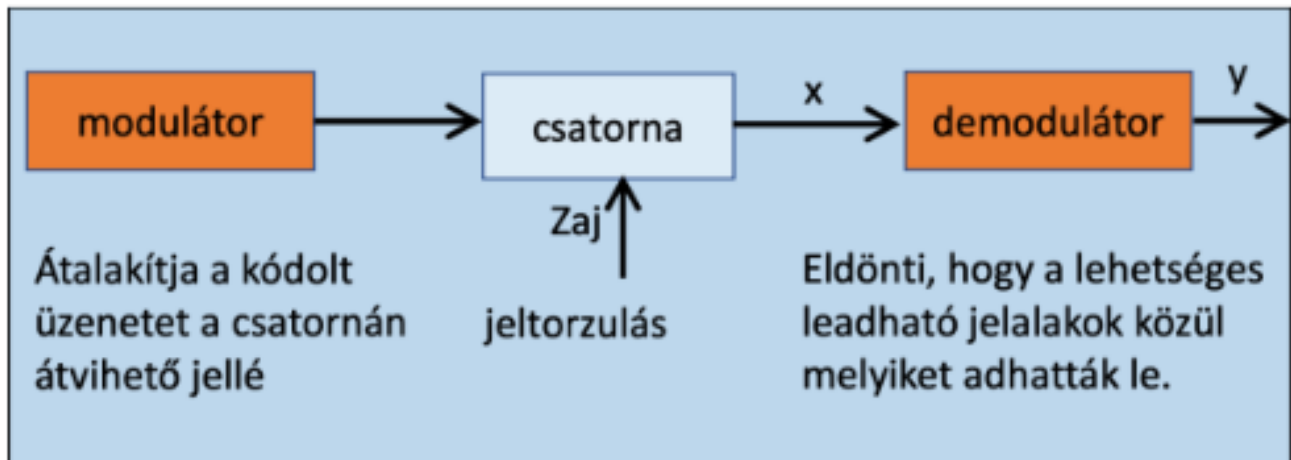 modulátor
csatorna
x
demodulátor
y
Zaj
jeltorzulás
Átalakítja a kódolt
üzenetet a csatornán
átvihető jellé
Eldönti, hogy a lehetséges
leadható jelalakok közül
melyiket adhatták le.